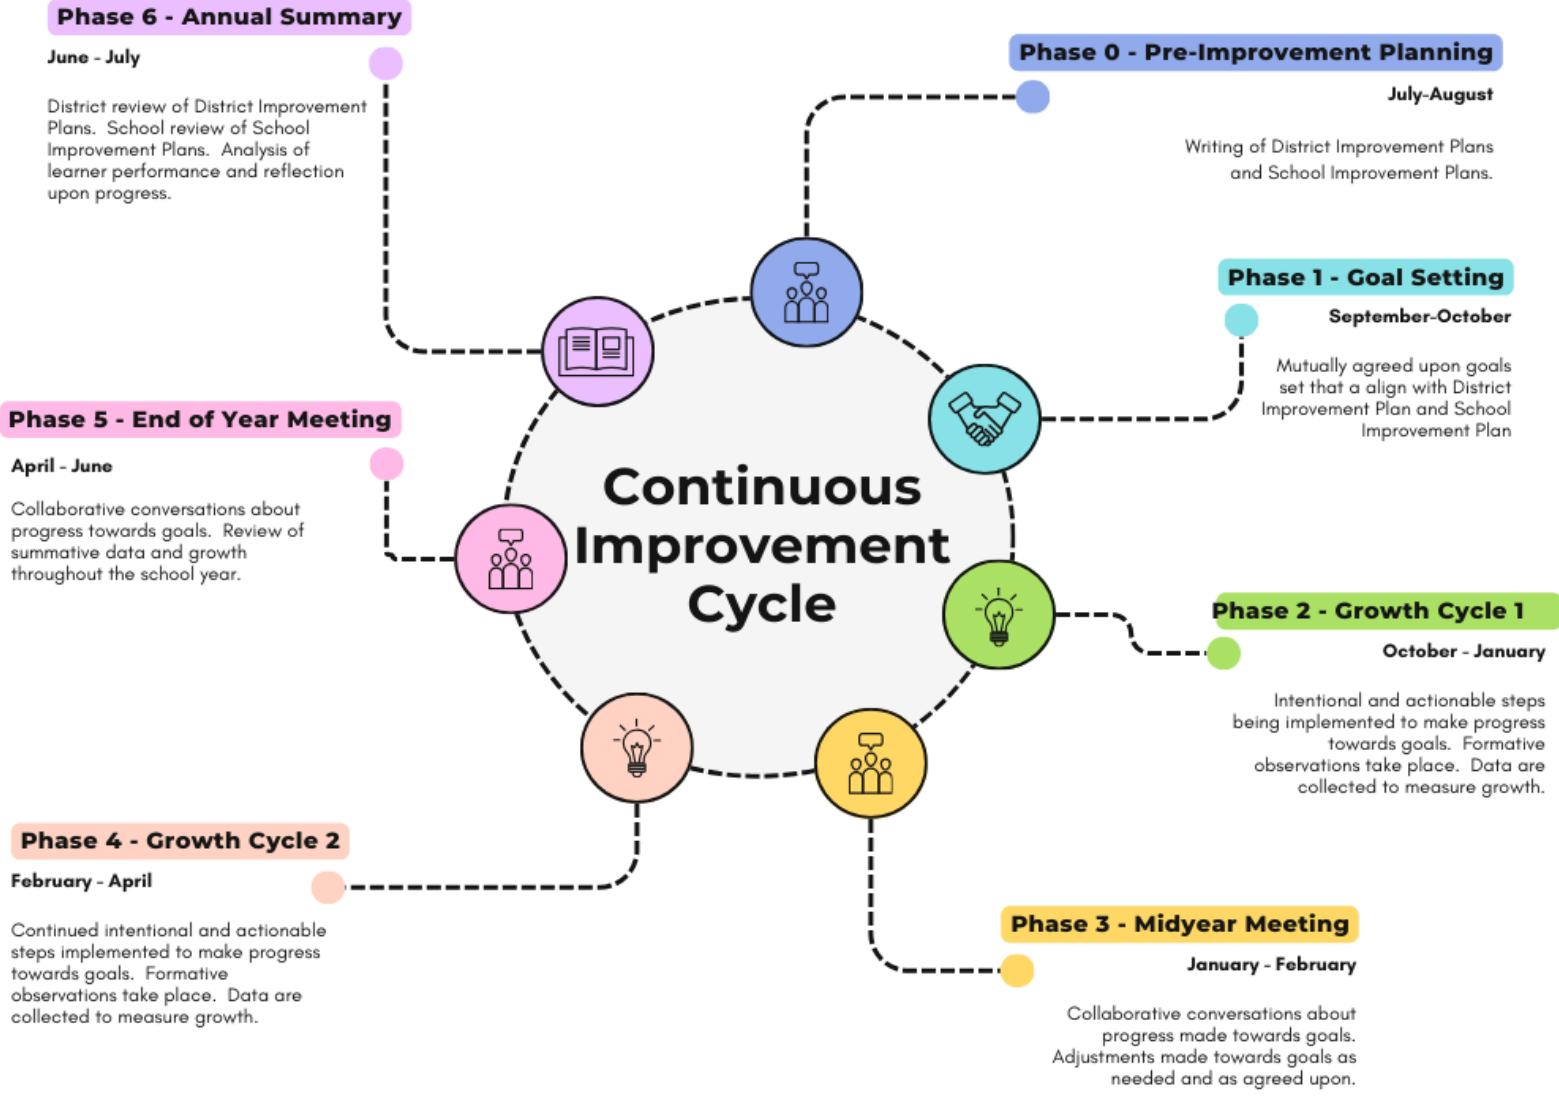 Phase 6 - Annual Summary
June - July
District review of District Improvement
Plans.  School review of School
Improvement Plans.  Analysis of
learner performance and reflection
upon progress.
Phase 0 - Pre-Improvement Planning
July-August
Writing of District Improvement Plans
and School Improvement Plans.
Phase 1 - Goal Setting
September-October
Mutually agreed upon goals
set that a align with District
Improvement Plan and School
Improvement Plan
Phase 5 - End of Year Meeting
April - June
Collaborative conversations about
progress towards goals.  Review of
summative data and growth
throughout the school year.
Continuous
Improvement
Cycle
Phase 2 - Growth Cycle 1
October - January
Intentional and actionable steps
being implemented to make progress
towards goals.  Formative
observations take place.  Data are
collected to measure growth.
Phase 4 - Growth Cycle 2
February - April
Continued intentional and actionable
steps implemented to make progress
towards goals.  Formative
observations take place.  Data are
collected to measure growth.
Phase 3 - Midyear Meeting
January - February
Collaborative conversations about
progress made towards goals.
Adjustments made towards goals as
needed and as agreed upon.